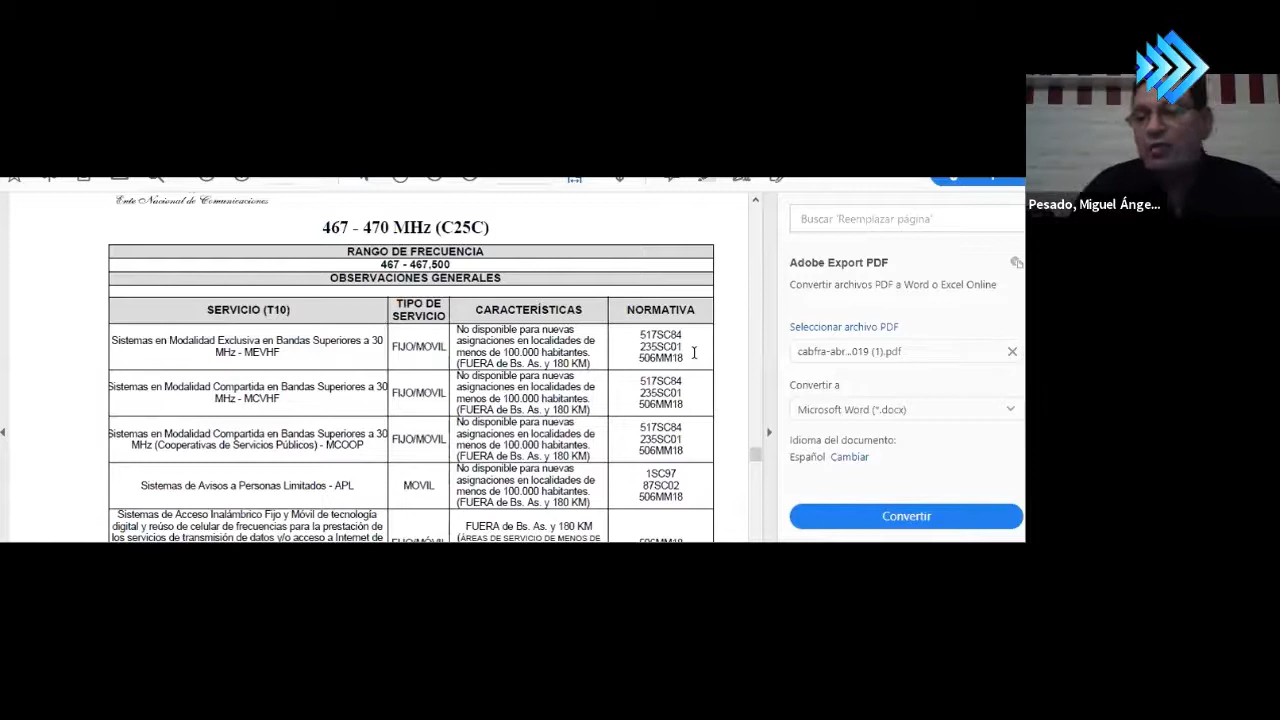 Ente Nacional de Comunicaciones
467 - 470 MHz (C25C)
RANGO DE FRECUENCIA
467 - 467,500
OBSERVACIONES GENERALES
SERVICIO (T10)
TIPO DE
SERVICIO
CARACTERÍSTICAS
NORMATIVA
Sistemas en Modalidad Exclusiva en Bandas Superiores a 30
MHz - MEVHF
FIJO/MOVIL
No disponible para nuevas
asignaciones en localidades de
menos de 100.000 habitantes.
(FUERA de Bs. As. y 180 KM)
517SC84
235SC01
506MM18
Sistemas en Modalidad Compartida en Bandas Superiores a 30
MHz - MCVHF
FIJO/MOVIL
No disponible para nuevas
asignaciones en localidades de
menos de 100.000 habitantes.
(FUERA de Bs. As. y 180 KM)
517SC84
235SC01
506MM18
Sistemas en Modalidad Compartida en Bandas Superiores a 30
MHz (Cooperativas de Servicios Públicos) - MCOOP
FIJO/MOVIL
No disponible para nuevas
asignaciones en localidades de
menos de 100.000 habitantes.
(FUERA de Bs. As. y 180 KM)
517SC84
235SC01
506MM18
Sistemas de Avisos a Personas Limitados - APL
MOVIL
No disponible para nuevas
asignaciones en localidades de
menos de 100.000 habitantes.
(FUERA de Bs. As. y 180 KM)
1SC97
87SC02
506MM18
Sistemas de Acceso Inalámbrico Fijo y Móvil de tecnología
digital y reúso de celular de frecuencias para la prestación de
los servicios de transmisión de datos y/o acceso a Internet de
FIJO/MÓVIL
FUERA de Bs. As. y 180 KM
(ÁREAS DE SERVICIO DE MENOS DE
506MM18
Buscar 'Reemplazar página'
Adobe Export PDF
Convertir archivos PDF a Word o Excel Online
Seleccionar archivo PDF
cabfra-abr...019 (1).pdf
Convertir a
Microsoft Word (*.docx)
Idioma del documento:
Español Cambiar
Convertir
Pesado, Miguel Ánge...